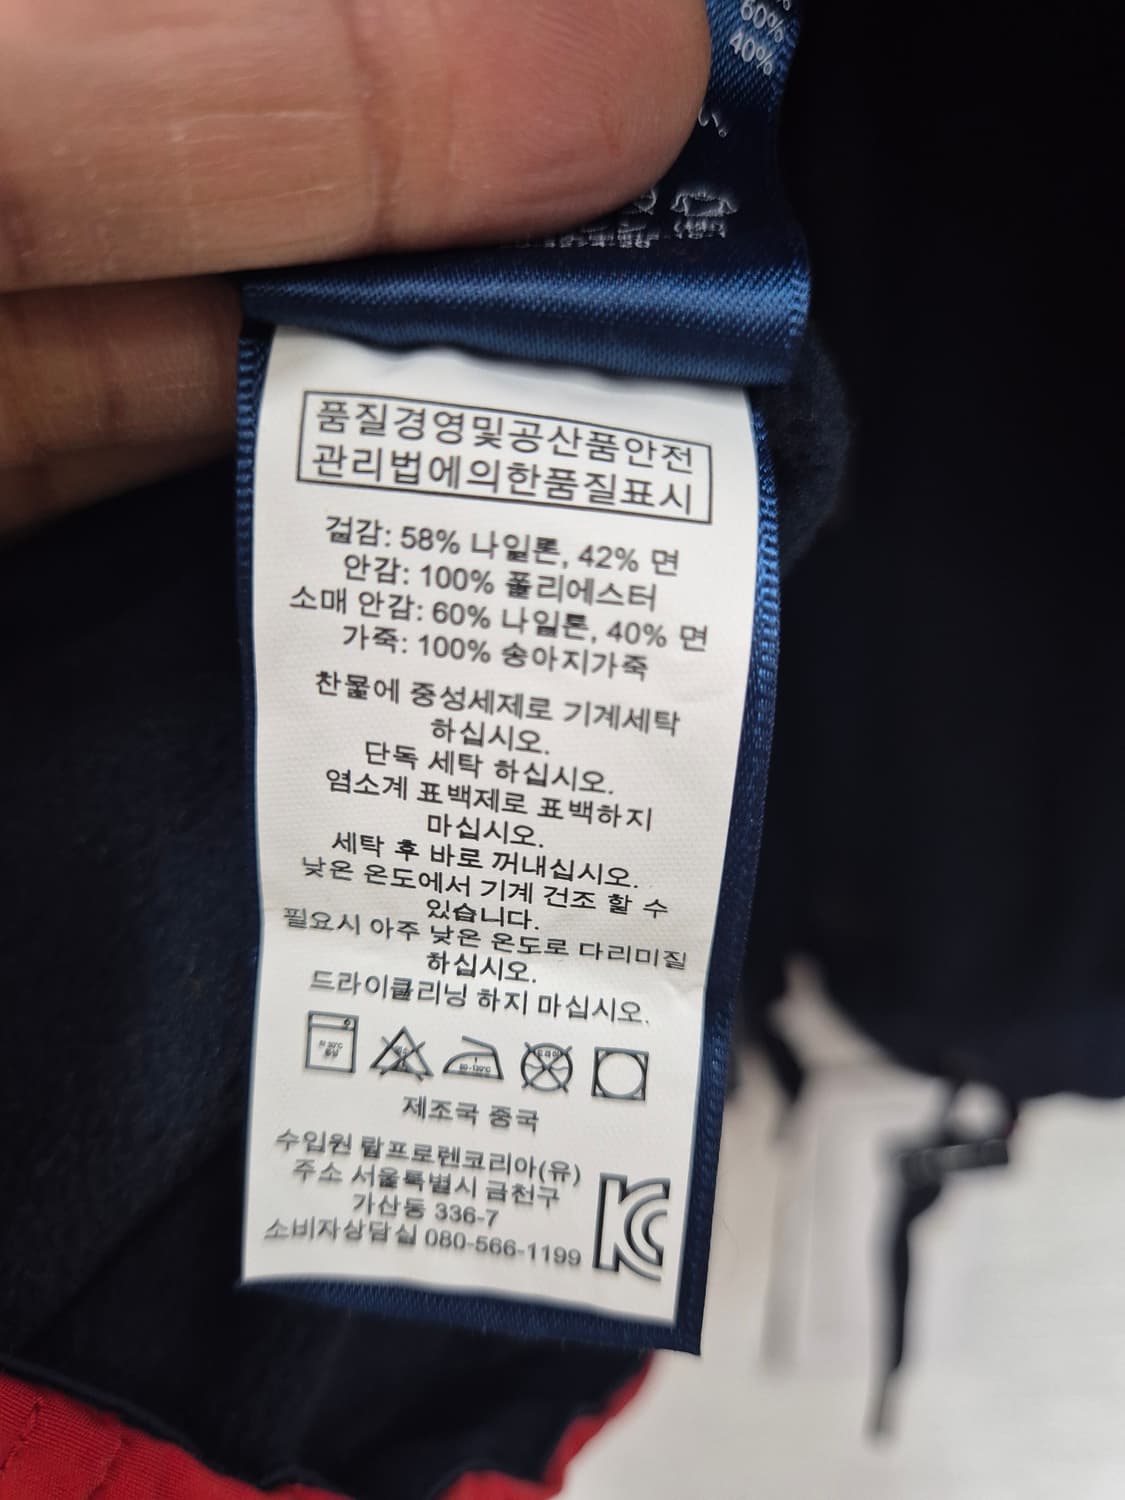 60%
40%
품질경영및공산품안전
관리법에의한품질표시
겉감: 58% 나일론, 42% 면
안감: 100% 폴리에스터
소매 안감: 60% 나일론, 40% 면
가죽: 100% 송아지가죽
찬물에 중성세제로 기계세탁
하십시오.
단독 세탁 하십시오.
염소계 표백제로 표백하지
마십시오.
세탁 후 바로 꺼내십시오.
낮은 온도에서 기계 건조 할 수
있습니다.
필요시 아주 낮은 온도로 다리미질
하십시오.
드라이클리닝 하지 마십시오.
제조국 중국
수입원 랄프로렌코리아(유)
주소 서울특별시 금천구
가산동 336-7
소비자상담실 080-566-1199